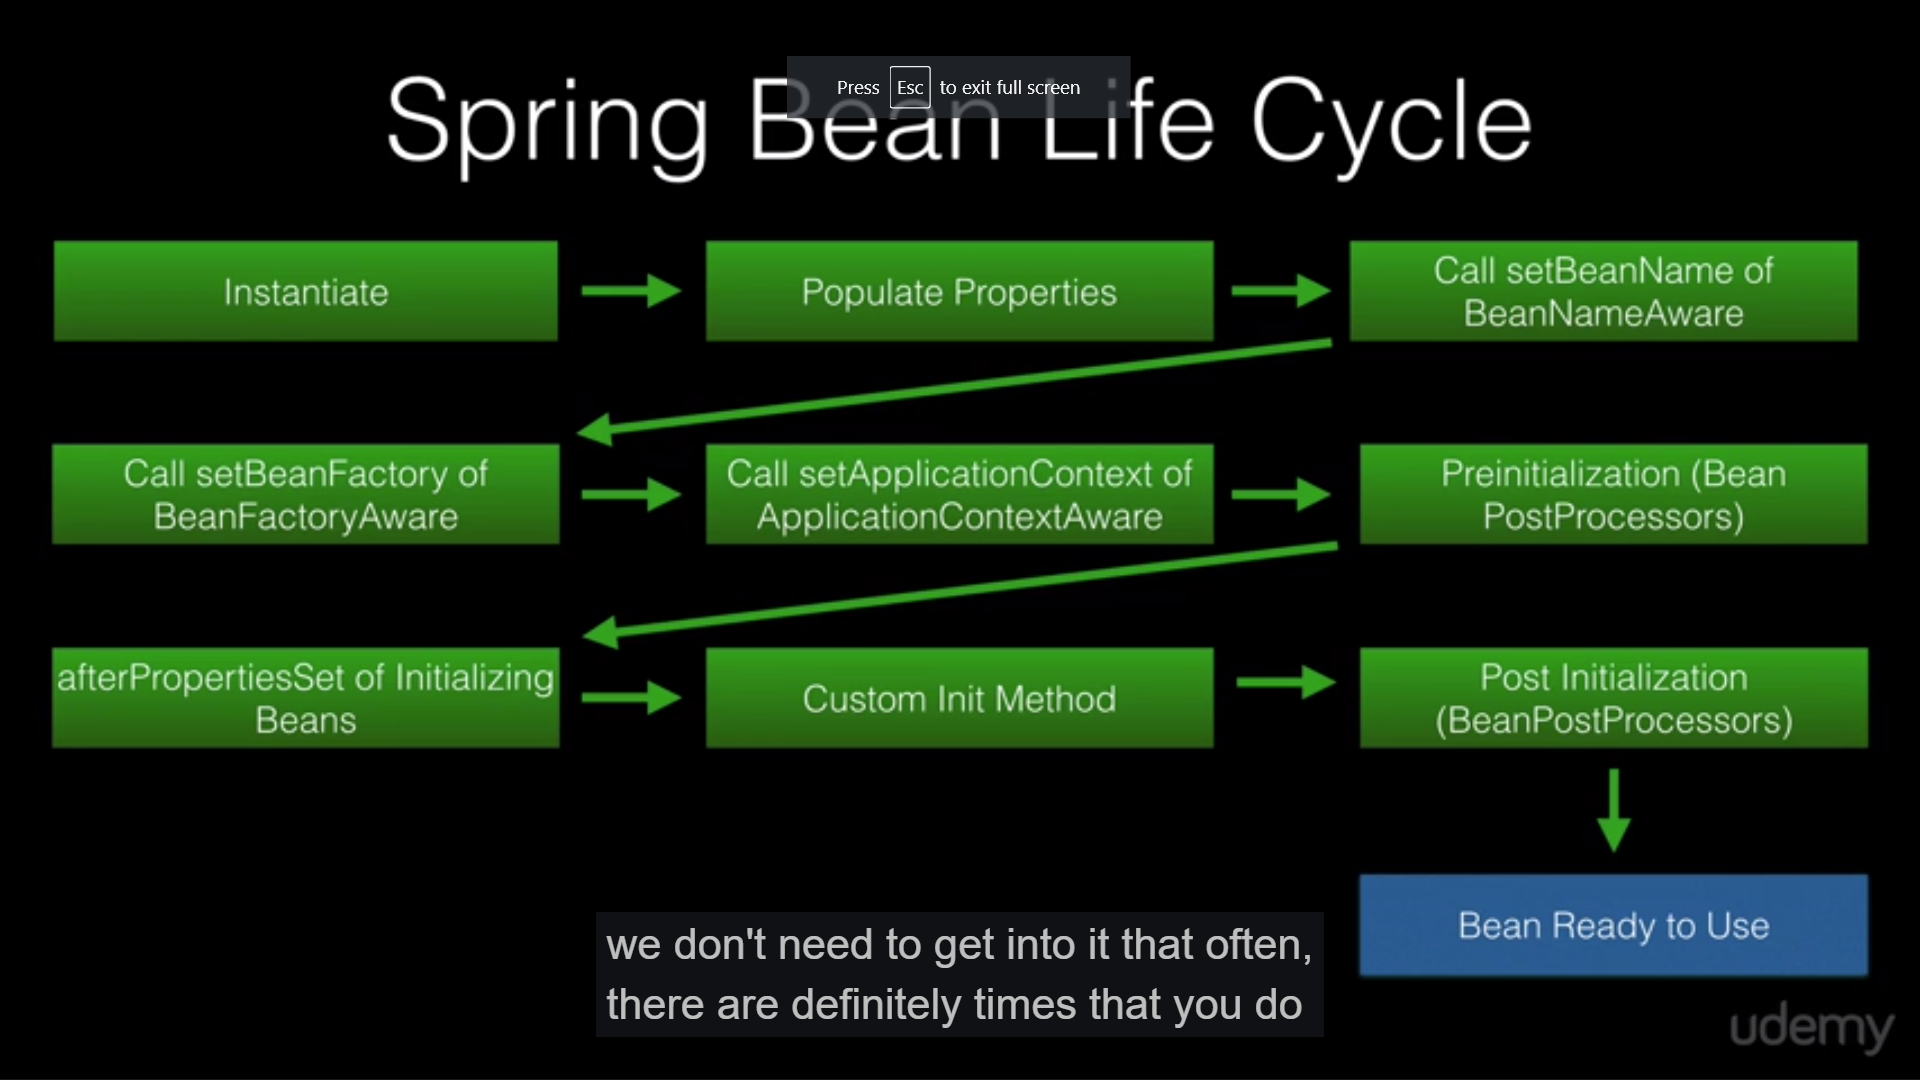 Press Esc to exit full screen
Spring Bean Life Cycle
Instantiate
Populate Properties
Call setBeanName of
BeanNameAware
Call setBeanFactory of
BeanFactoryAware
Call setApplicationContext of
ApplicationContextAware
Preinitialization (Bean
PostProcessors)
afterPropertiesSet of Initializing
Beans
Custom Init Method
Post Initialization
(BeanPostProcessors)
Bean Ready to Use
we don't need to get into it that often,
there are definitely times that you do
udemy